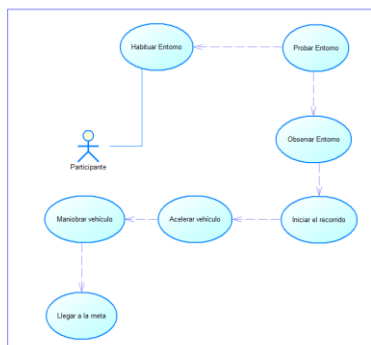 Habituar Entorno
Probar Entorno
Participante
Observar Entorno
Maniobrar vehículo
Acelerar vehículo
Iniciar el recorrido
Llegar a la meta